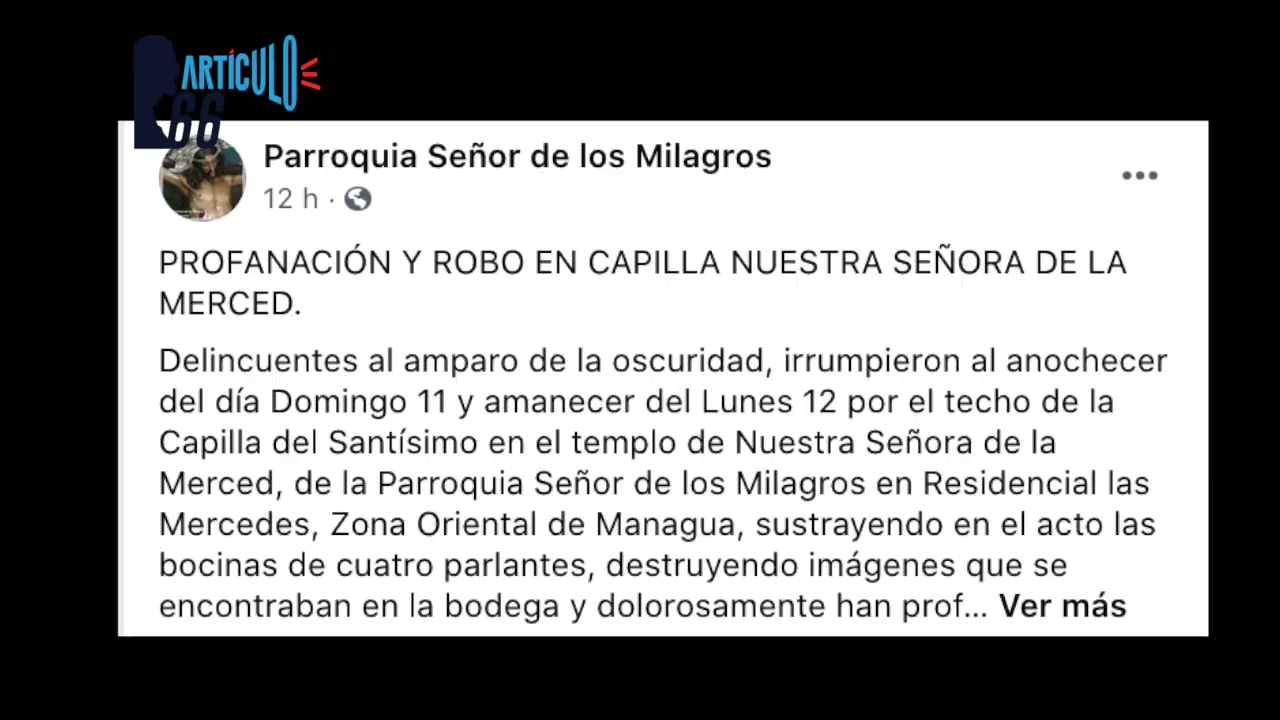 ARTÍCULO
66
Parroquia Señor de los Milagros
12 h ·
PROFANACIÓN Y ROBO EN CAPILLA NUESTRA SEÑORA DE LA
MERCED.
Delincuentes al amparo de la oscuridad, irrumpieron al anochecer
del día Domingo 11 y amanecer del Lunes 12 por el techo de la
Capilla del Santísimo en el templo de Nuestra Señora de la
Merced, de la Parroquia Señor de los Milagros en Residencial las
Mercedes, Zona Oriental de Managua, sustrayendo en el acto las
bocinas de cuatro parlantes, destruyendo imágenes que se
encontraban en la bodega y dolorosamente han prof... Ver más